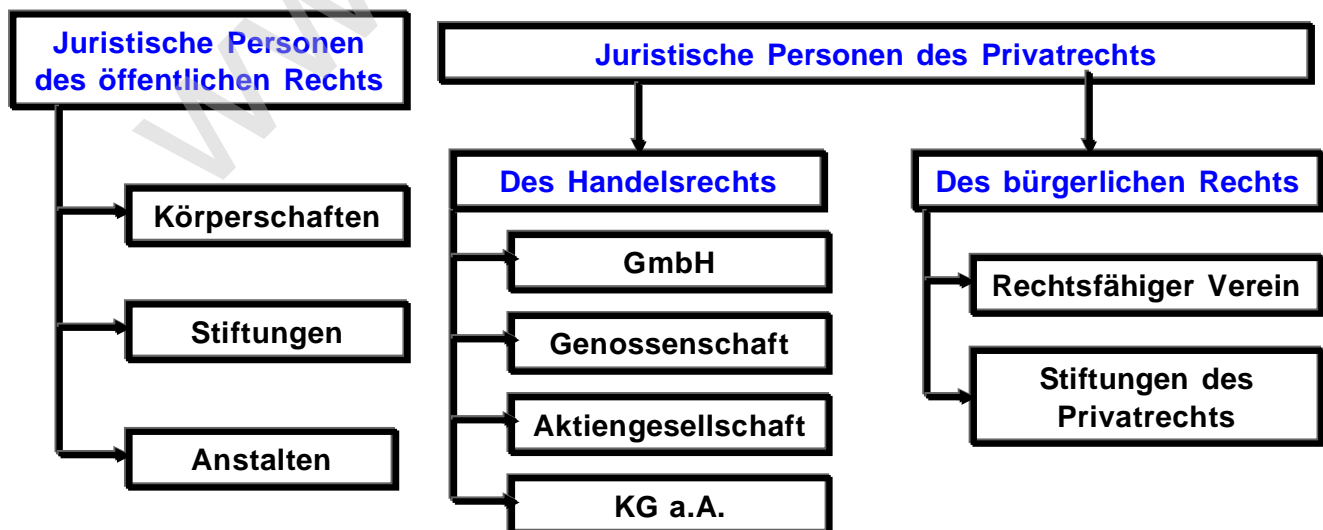 Juristische Personen
des öffentlichen Rechts
Körperschaften
Stiftungen
Anstalten
Juristische Personen des Privatrechts
Des Handelsrechts
GmbH
Genossenschaft
Aktiengesellschaft
KG a.A.
Des bürgerlichen Rechts
Rechtsfähiger Verein
Stiftungen des
Privatrechts